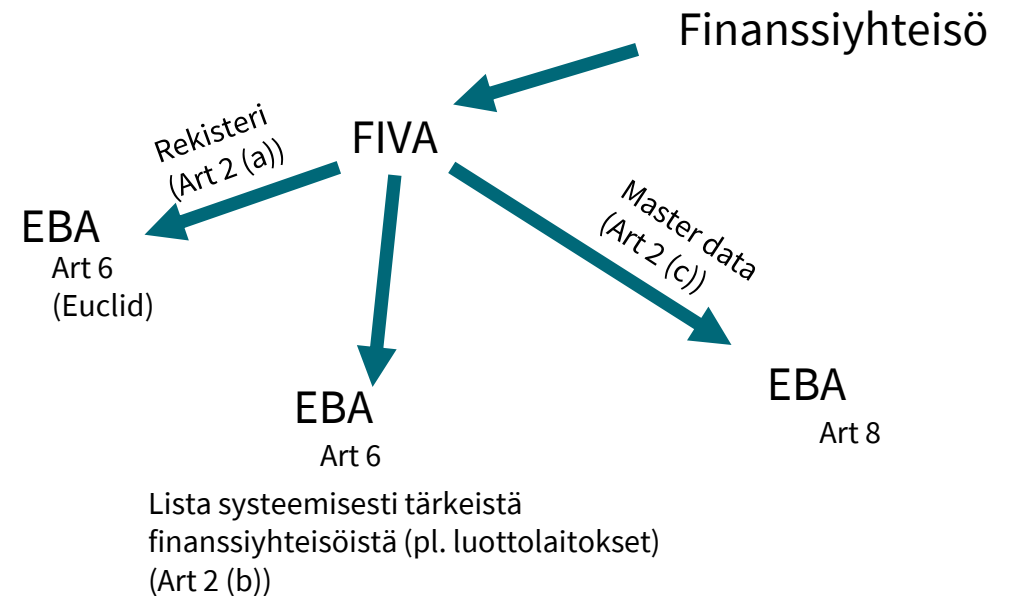 Finanssiyhteisö
FIVA
Rekisteri
(Art 2 (a))
EBA
Art 6
(Euclid)
Master data
(Art 2 (c))
EBA
Art 8
EBA
Art 6
Lista systeemisesti tärkeistä
finanssiyhteisöistä (pl. luottolaitokset)
(Art 2 (b))